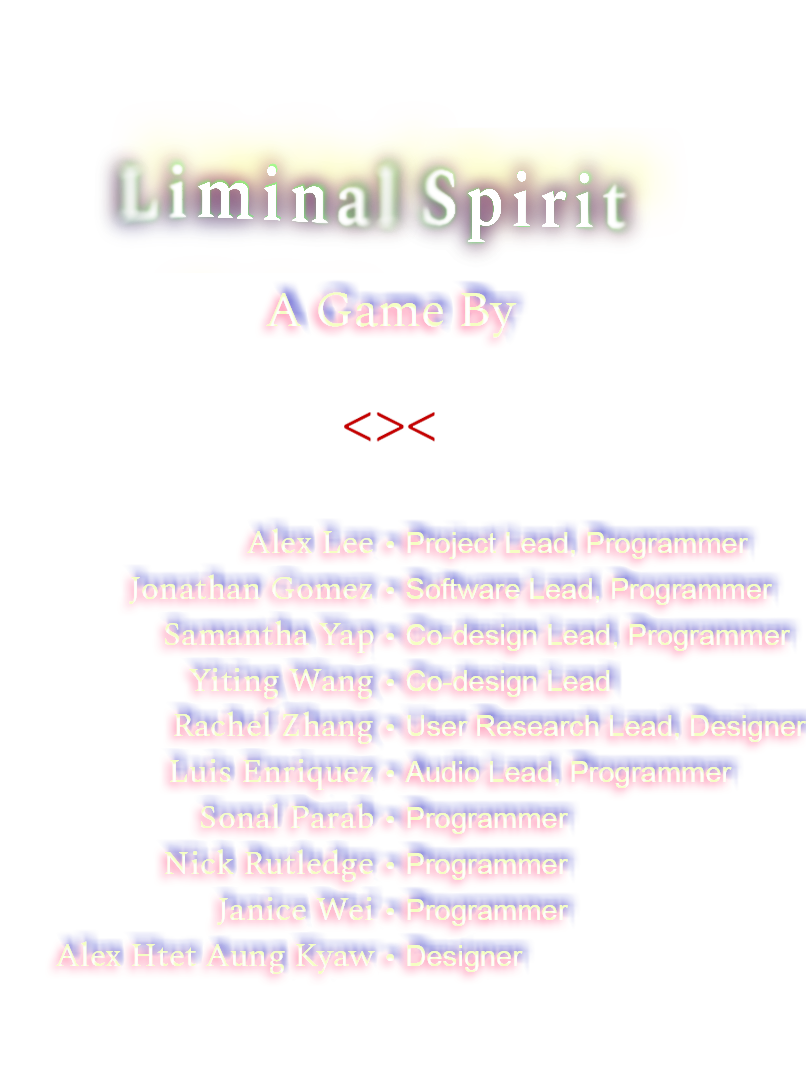 Liminal Spirit
A Game By
<><
Alex Lee • Project Lead, Programmer
Jonathan Gomez • Software Lead, Programmer
Samantha Yap • Co-design Lead, Programmer
Yiting Wang • Co-design Lead
Rachel Zhang • User Research Lead, Designer
Luis Enriquez • Audio Lead, Programmer
Sonal Parab • Programmer
Nick Rutledge • Programmer
Janice Wei • Programmer
Alex Htet Aung Kyaw • Designer